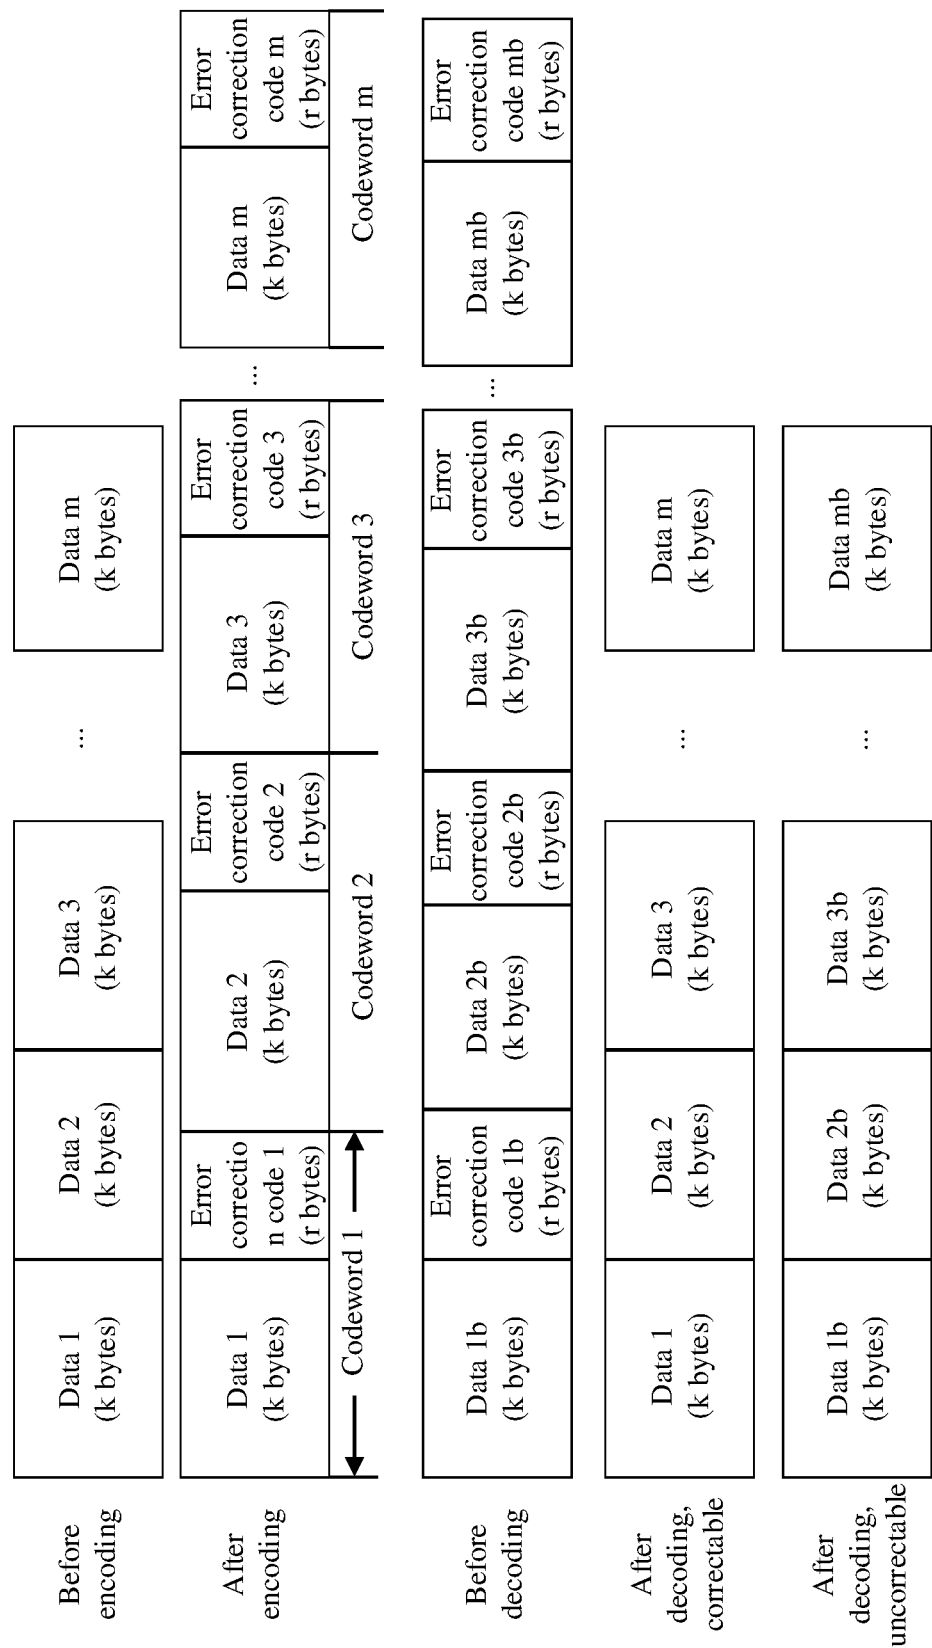 Before
encoding
Data 1
(k bytes)
Data 2
(k bytes)
Data 3
(k bytes)
...
Data m
(k bytes)
After
encoding
Data 1
(k bytes)
Error
correctio
n code 1
(r bytes)
Data 2
(k bytes)
Error
correction
code 2
(r bytes)
Data 3
(k bytes)
Error
correction
code 3
(r bytes)
...
Data m
(k bytes)
Error
correction
code m
(r bytes)
Codeword 1
Codeword 2
Codeword 3
Codeword m
Before
decoding
Data 1b
(k bytes)
Error
correction
code 1b
(r bytes)
Data 2b
(k bytes)
Error
correction
code 2b
(r bytes)
Data 3b
(k bytes)
Error
correction
code 3b
(r bytes)
...
Data mb
(k bytes)
Error
correction
code mb
(r bytes)
After
decoding,
correctable
Data 1
(k bytes)
Data 2
(k bytes)
Data 3
(k bytes)
...
Data m
(k bytes)
After
decoding,
uncorrectable
Data 1b
(k bytes)
Data 2b
(k bytes)
Data 3b
(k bytes)
...
Data mb
(k bytes)